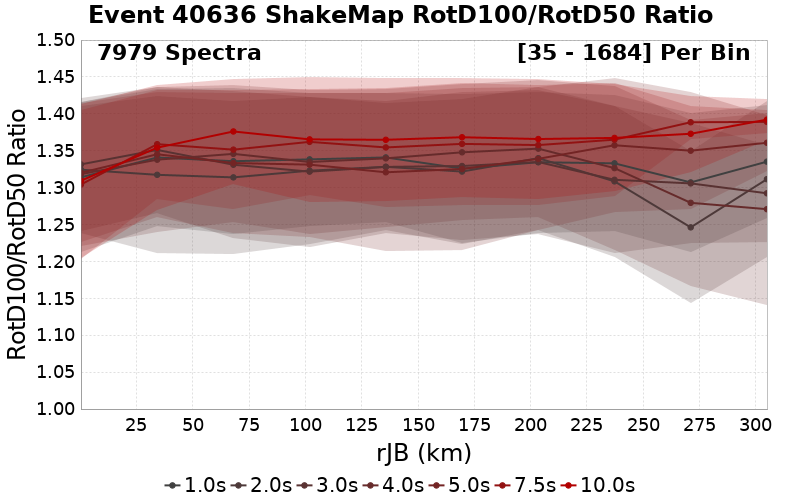 Event 40636 ShakeMap RotD100/RotD50 Ratio
7979 Spectra [35 - 1684] Per Bin
RotD100/RotD50 Ratio
1.50
1.45
1.40
1.35
1.30
1.25
1.20
1.15
1.10
1.05
1.00
25 50 75 100 125 150 175 200 225 250 275 300
rJB (km)
1.0s 2.0s 3.0s 4.0s 5.0s 7.5s 10.0s